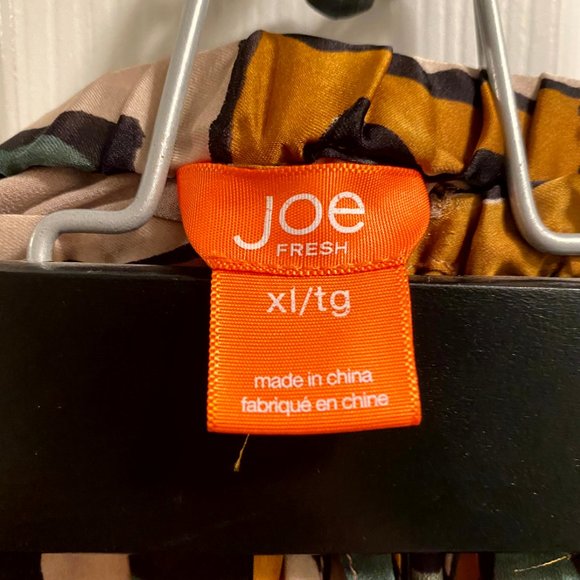 joe
FRESH
xl/tg
made in china
fabriqué en chine